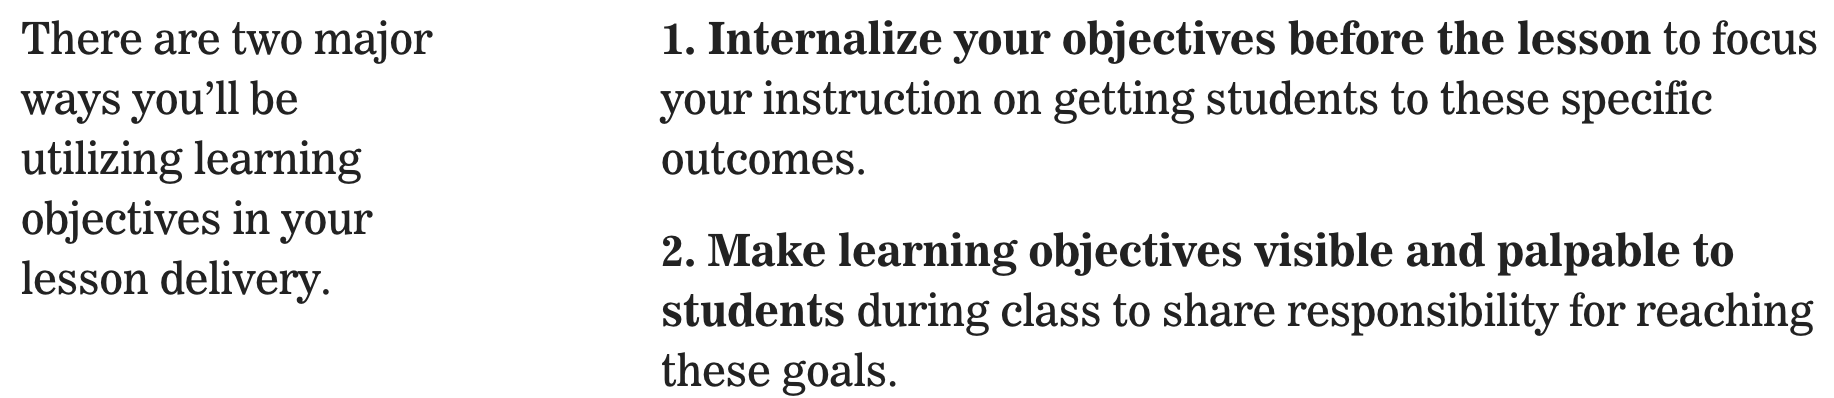 There are two major
ways you’ll be
utilizing learning
objectives in your
lesson delivery.
1. Internalize your objectives before the lesson to focus
your instruction on getting students to these specific
outcomes.
2. Make learning objectives visible and palpable to
students during class to share responsibility for reaching
these goals.